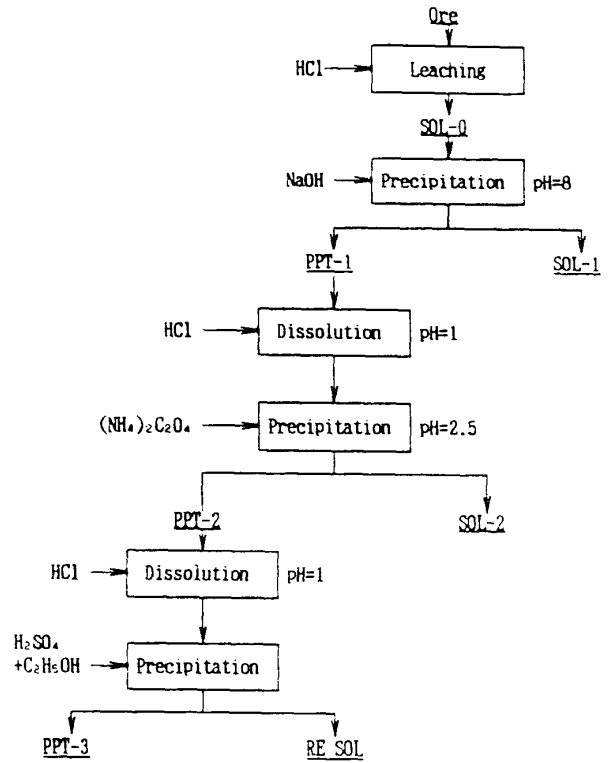 Ore
HCl
Leaching
SOL-0
NaOH
Precipitation
pH=8
PPT-1
SOL-1
HCl
Dissolution
pH=1
(NH₄)₂C₂O₄
Precipitation
pH=2.5
PPT-2
SOL-2
HCl
Dissolution
pH=1
H₂SO₄
+C₂H₅OH
Precipitation
PPT-3
RE SOL